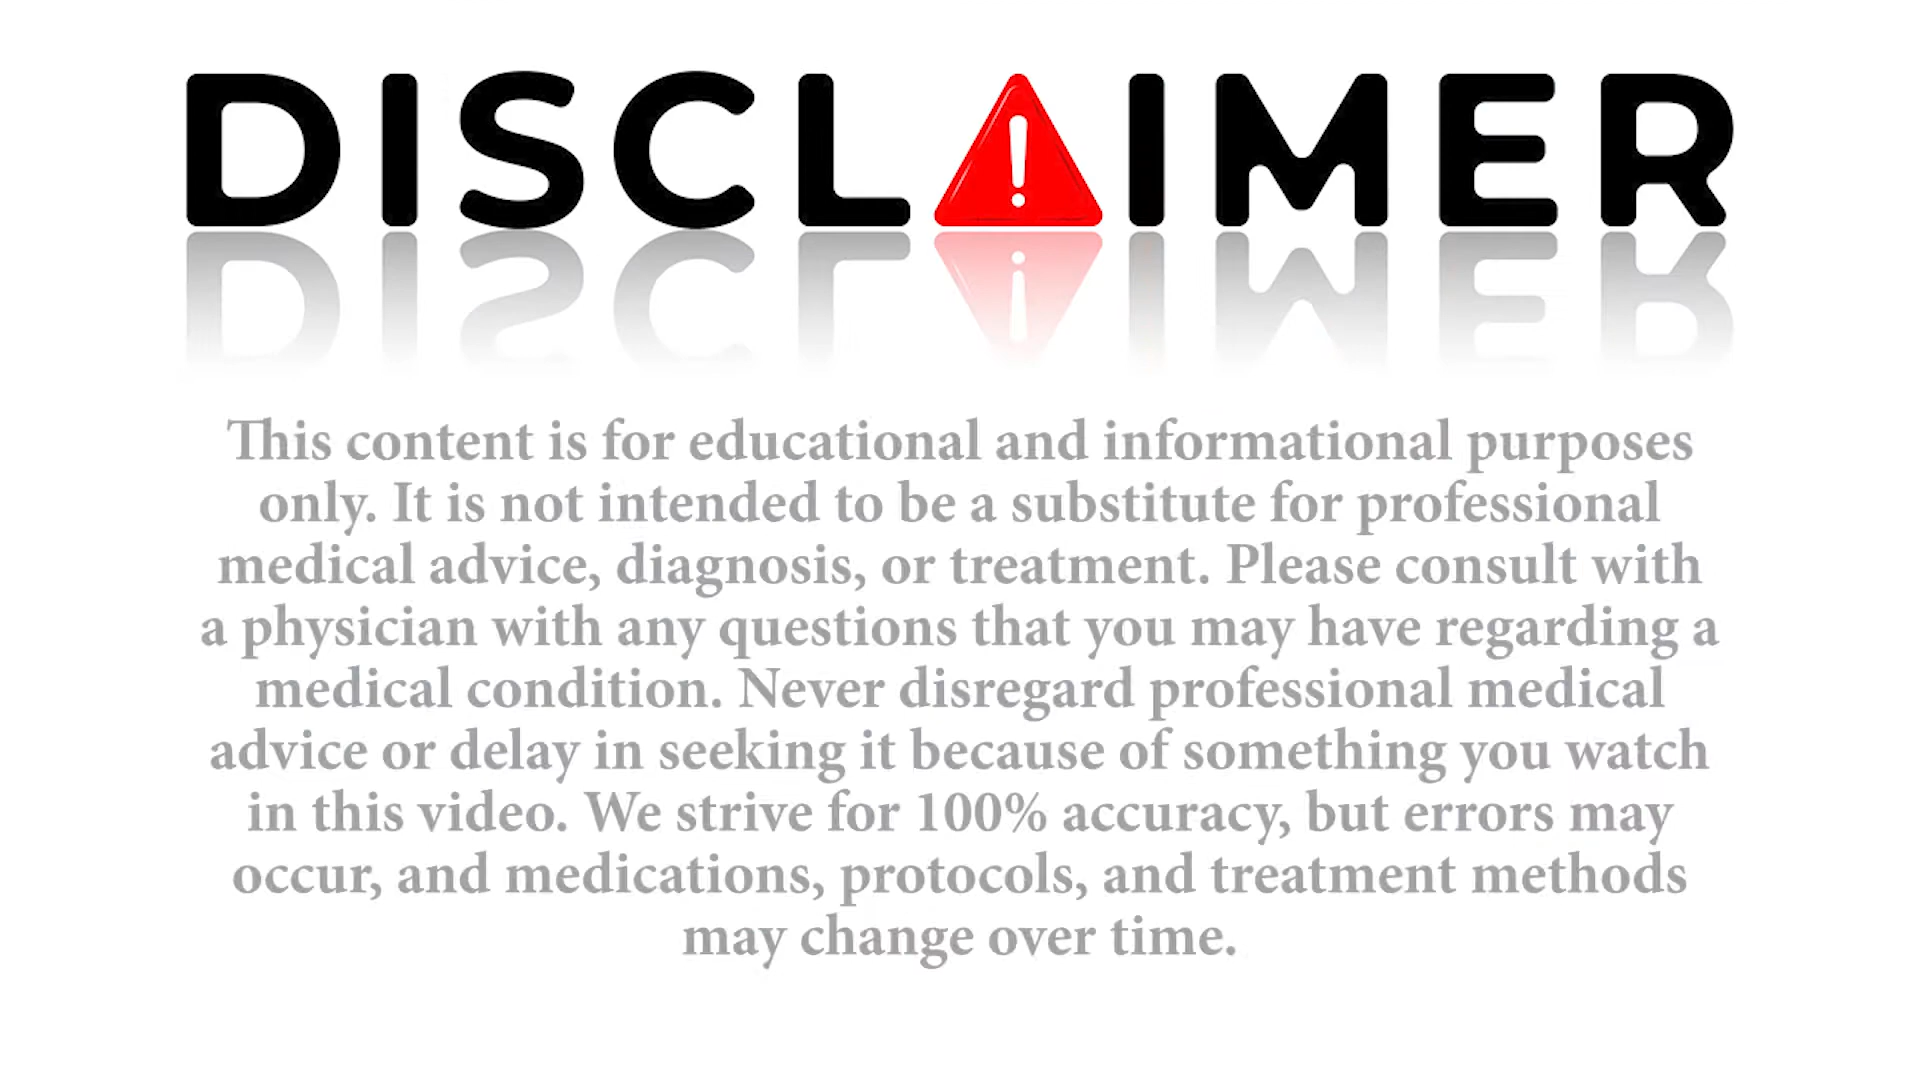 DISCLAIMER
This content is for educational and informational purposes
only. It is not intended to be a substitute for professional
medical advice, diagnosis, or treatment. Please consult with
a physician with any questions that you may have regarding a
medical condition. Never disregard professional medical
advice or delay in seeking it because of something you watch
in this video. We strive for 100% accuracy, but errors may
occur, and medications, protocols, and treatment methods
may change over time.